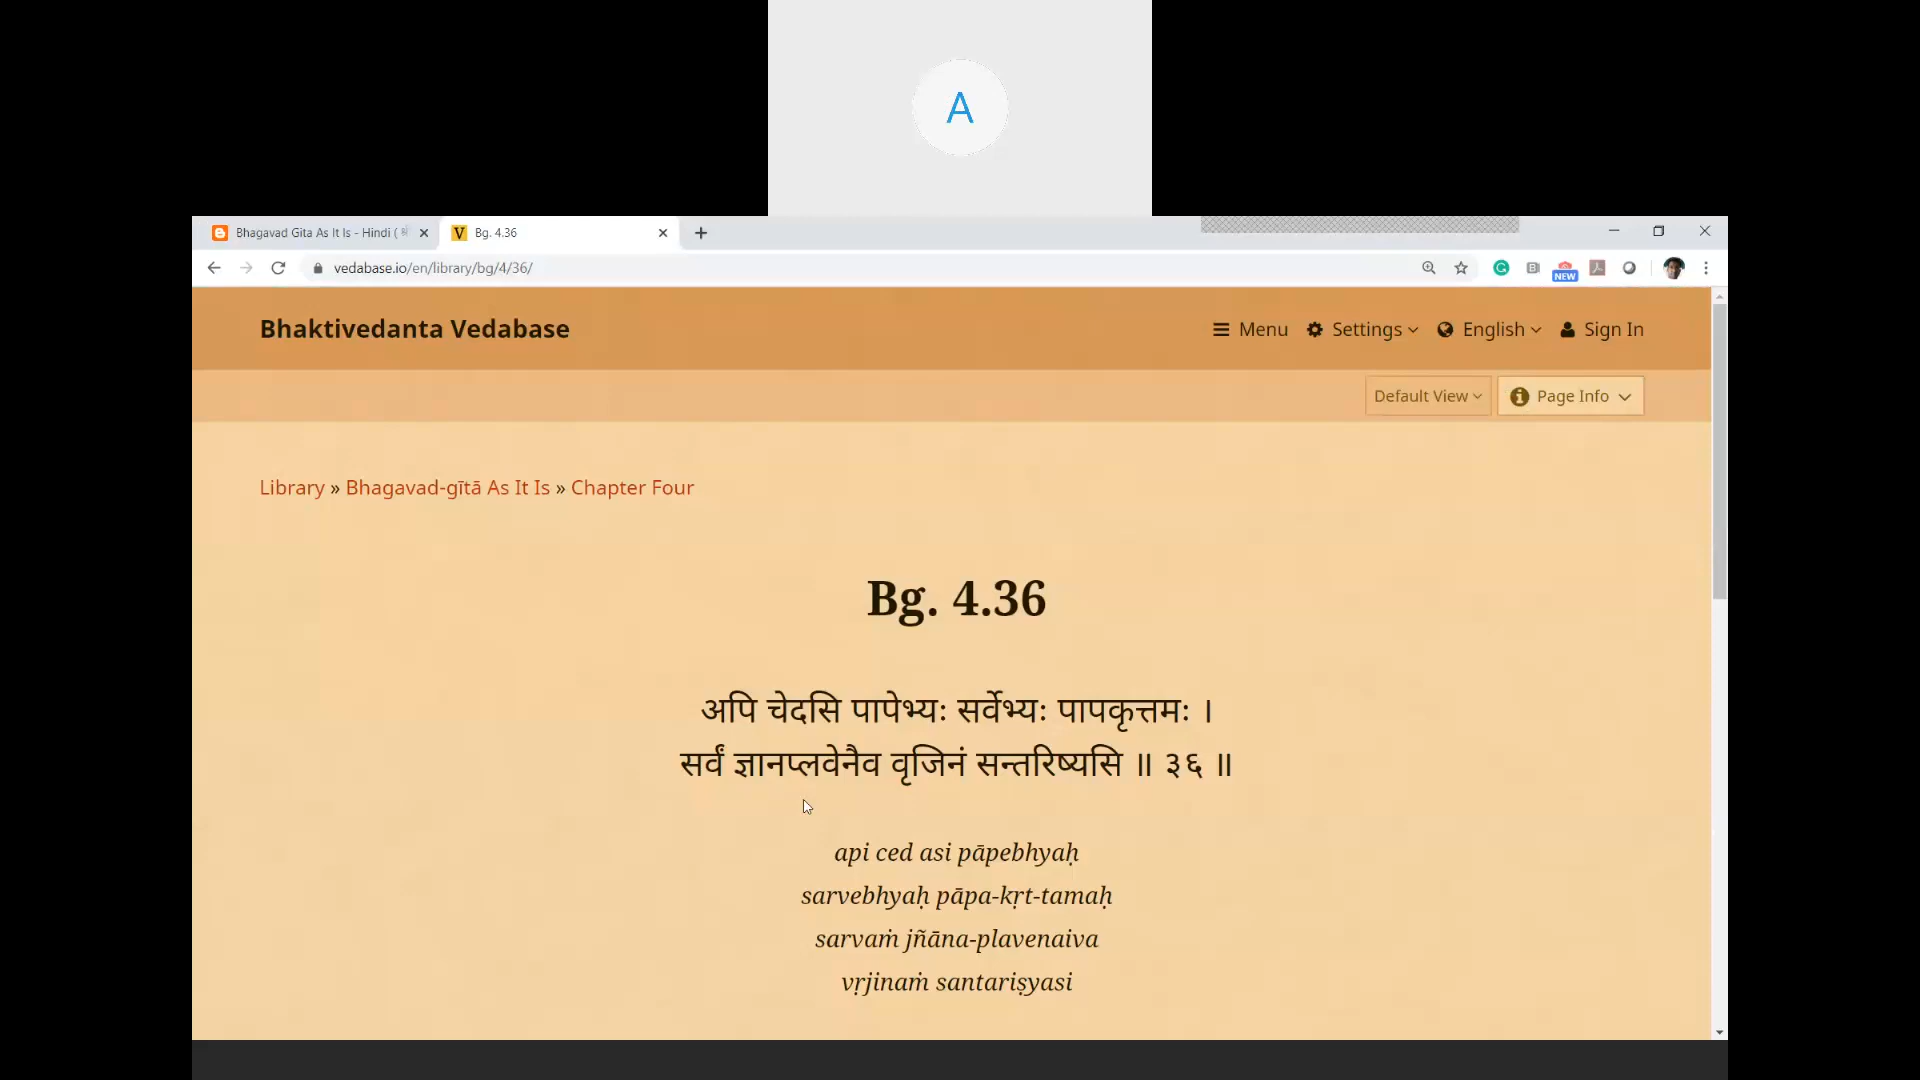 A
Bhagavad Gita As It Is - Hindi (
Bg. 4.36
vedabase.io/en/library/bg/4/36/
NEW
Bhaktivedanta Vedabase
Menu Settings English Sign In
Default View Page Info
Library » Bhagavad-gītā As It Is » Chapter Four
Bg. 4.36
अपि चेदसि पापेभ्यः सर्वेभ्यः पापकृत्तमः ।
सर्वं ज्ञानप्लवेनैव वृजिनं सन्तरिष्यसि ॥ ३६ ॥
api ced asi pāpebhyaḥ
sarvebhyaḥ pāpa-kṛt-tamaḥ
sarvaṁ jñāna-plavenaiva
vṛjinaṁ santariṣyasi